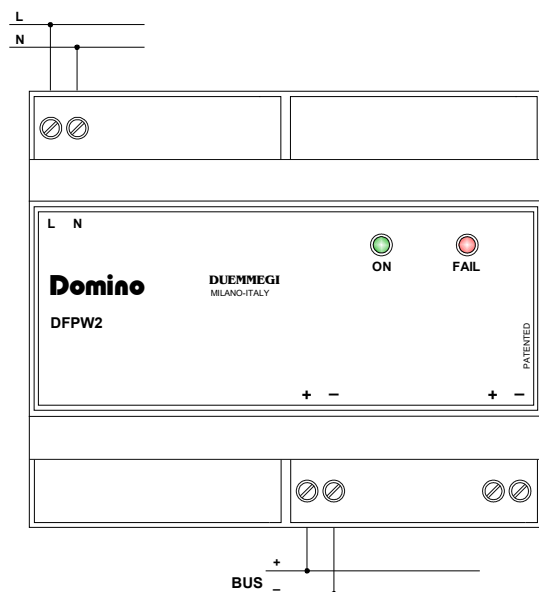 L
N
L N
ON FAIL
Domino
DUEMMEGI
MILANO-ITALY
DFPW2
PATENTED
+ – + –
+
BUS
–